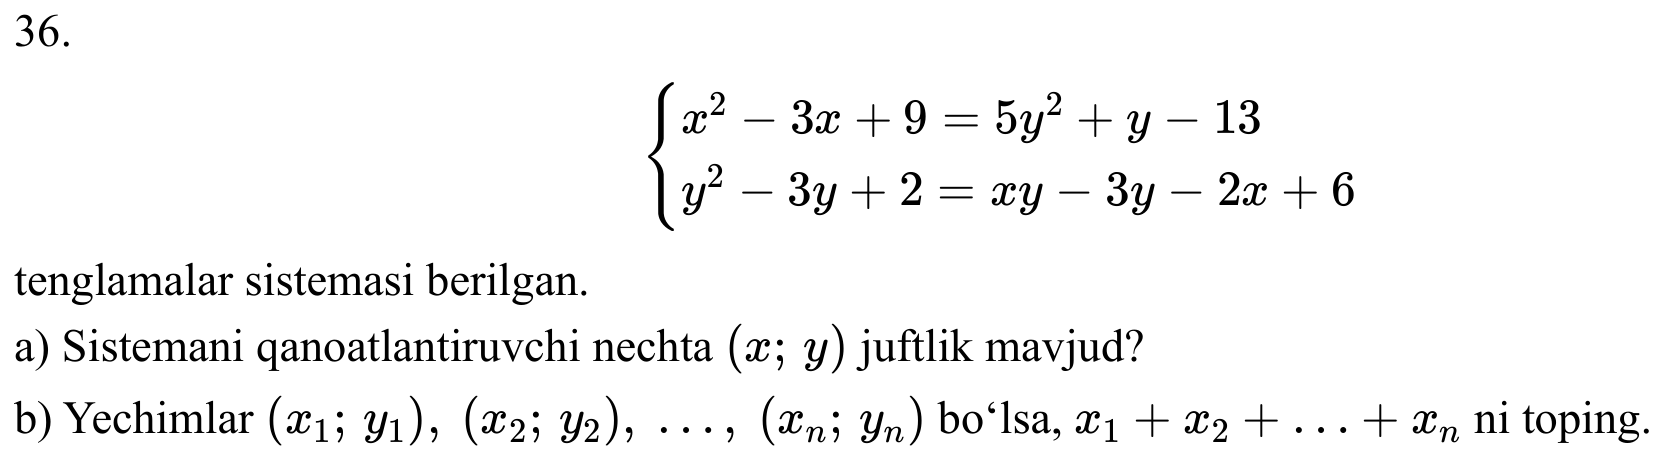 36.
x² − 3x + 9 = 5y² + y − 13
y² − 3y + 2 = xy − 3y − 2x + 6
tenglamalar sistemasi berilgan.
a) Sistemani qanoatlantiruvchi nechta (x; y) juftlik mavjud?
b) Yechimlar (x₁; y₁), (x₂; y₂), ..., (xₙ; yₙ) bo‘lsa, x₁ + x₂ + ... + xₙ ni toping.